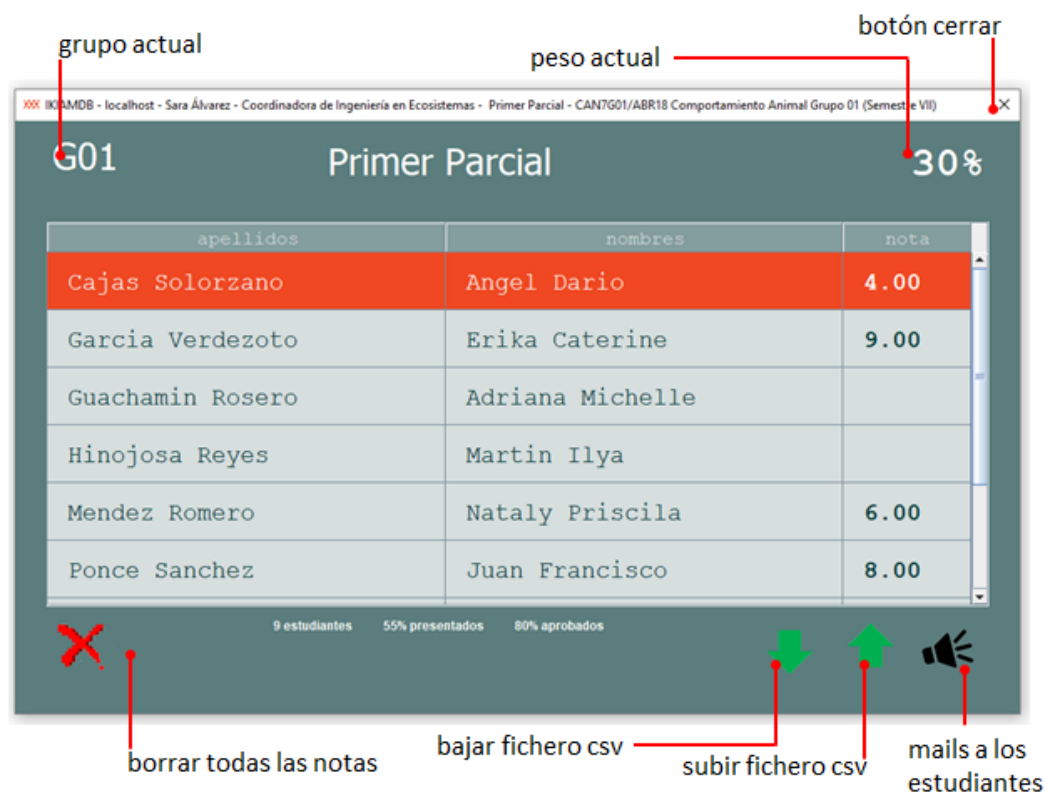 grupo actual
peso actual
botón cerrar
IKIAMDB - localhost - Sara Álvarez - Coordinadora de Ingeniería en Ecosistemas - Primer Parcial - CAN7G01/ABR18 Comportamiento Animal Grupo 01 (Semestre VII)
G01 Primer Parcial 30%
apellidos nombres nota
Cajas Solorzano Angel Dario 4.00
Garcia Verdezoto Erika Caterine 9.00
Guachamin Rosero Adriana Michelle
Hinojosa Reyes Martin Ilya
Mendez Romero Nataly Priscila 6.00
Ponce Sanchez Juan Francisco 8.00
9 estudiantes 55% presentados 80% aprobados
borrar todas las notas
bajar fichero csv
subir fichero csv
mails a los
estudiantes